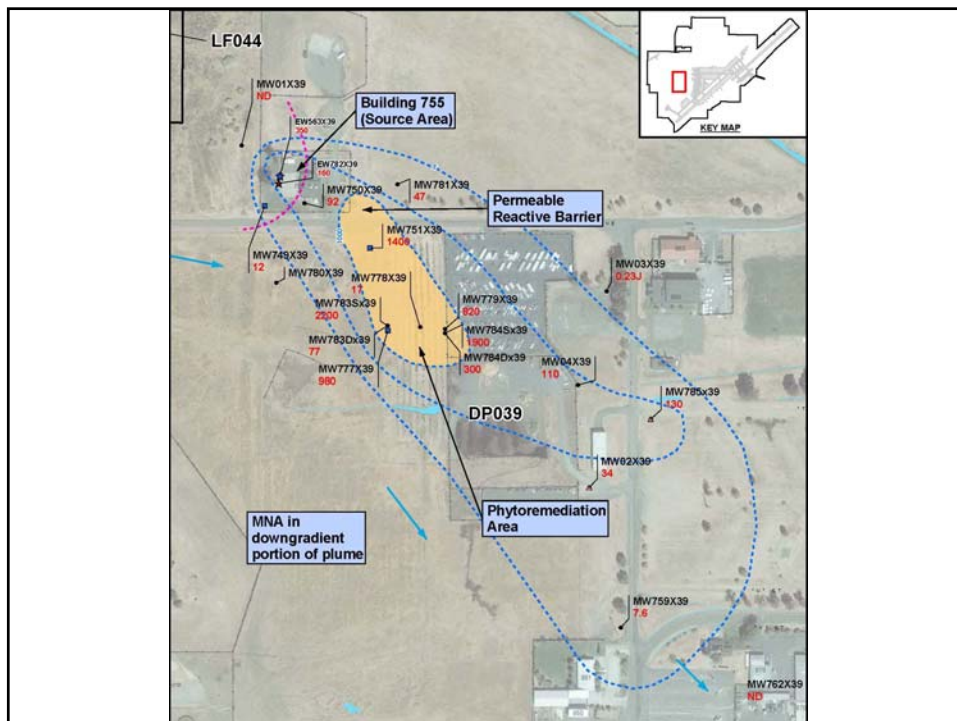 LF044
MW01X39
ND
Building 755
(Source Area)
EW563X39
EW782X39
160
MW750X39
92
MW781X39
47
Permeable
Reactive Barrier
KEY MAP
MW751X39
1400
MW749X39
12
MW780X39
MW778X39
17
MW03X39
0.23J
MW783Sx39
2200
MW779X39
820
MW784Sx39
1900
MW783Dx39
77
MW784Dx39
300
MW777X39
980
MW04X39
110
DP039
MW785x39
130
MW02X39
34
Phytoremediation
Area
MNA in
downgradient
portion of plume
MW759X39
7.6
MW762X39
ND